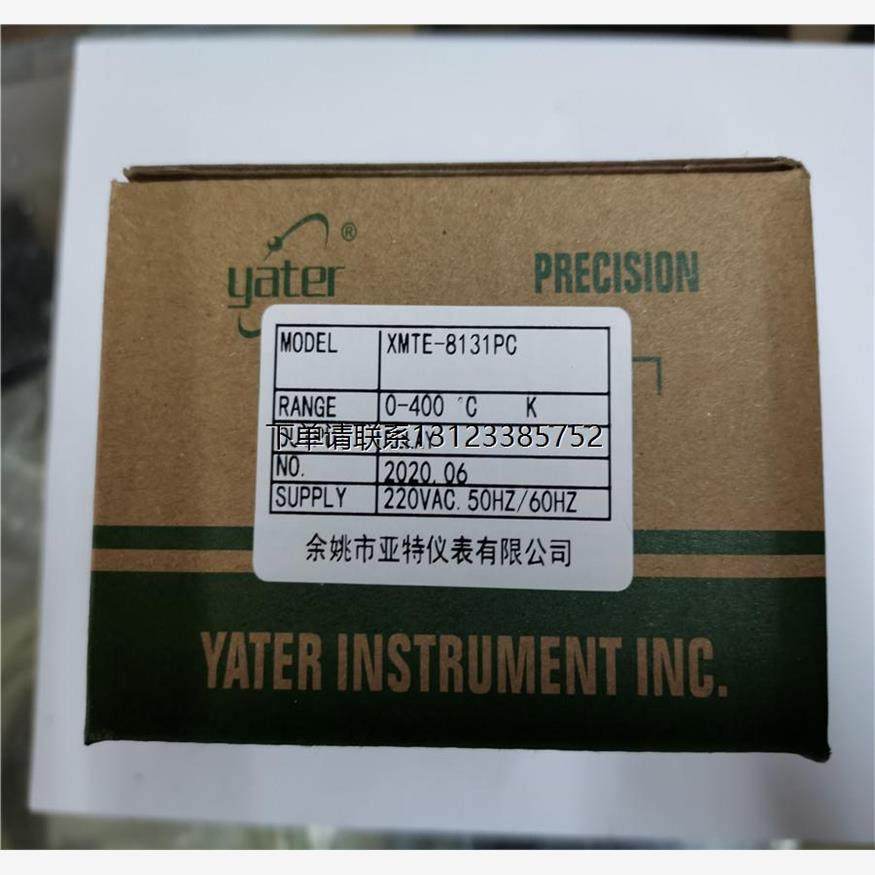 yater ®
PRECISION
MODEL XMTE-8131PC
RANGE 0-400 ℃ K
下单请联系13123385752
NO. 2020.06
SUPPLY 220VAC.50HZ/60HZ
余姚市亚特仪表有限公司
YATER INSTRUMENT INC.